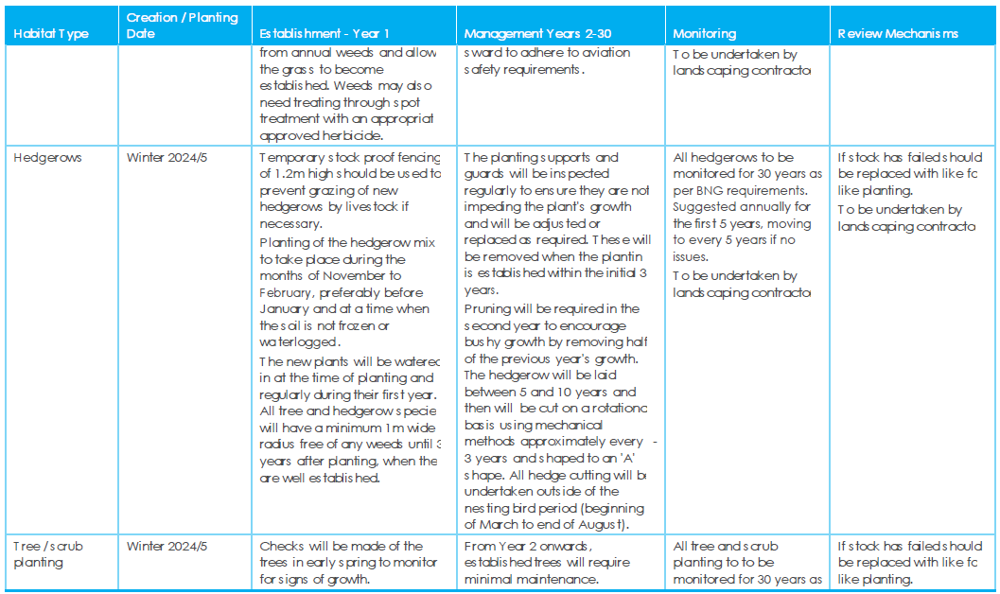 Habitat Type
Creation / Planting
Date
Establishment - Year 1
Management Years 2-30
Monitoring
Review Mechanisms
from annual weeds and allow
the grass to become
established. Weeds may also
need treating through spot
treatment with an appropriat
approved herbicide.
sward to adhere to aviation
safety requirements.
To be undertaken by
landscaping contracto
Hedgerows
Winter 2024/5
Temporary stock proof fencing
of 1.2m high should be used to
prevent grazing of new
hedgerows by livestock if
necessary.
Planting of the hedgerow mix
to take place during the
months of November to
February, preferably before
January and at a time when
the soil is not frozen or
waterlogged.
The new plants will be watered
in at the time of planting and
regularly during their first year.
All tree and hedgerow specie
will have a minimum 1m wide
radius free of any weeds until 3
years after planting, when the
are well established.
The planting supports and
guards will be inspected
regularly to ensure they are not
impeding the plant's growth
and will be adjusted or
replaced as required. These will
be removed when the plantin
is established within the initial 3
years.
Pruning will be required in the
second year to encourage
bushy growth by removing half
of the previous year's growth.
The hedgerow will be laid
between 5 and 10 years and
then will be cut on a rotationa
basis using mechanical
methods approximately every -
3 years and shaped to an 'A'
shape. All hedge cutting will be
undertaken outside of the
nesting bird period (beginning
of March to end of August).
All hedgerows to be
monitored for 30 years as
per BNG requirements.
Suggested annually for
the first 5 years, moving
to every 5 years if no
issues.
To be undertaken by
landscaping contracto
If stock has failed should
be replaced with like fo
like planting.
To be undertaken by
landscaping contracto
Tree / scrub
planting
Winter 2024/5
Checks will be made of the
trees in early spring to monitor
for signs of growth.
From Year 2 onwards,
established trees will require
minimal maintenance.
All tree and scrub
planting to to be
monitored for 30 years as
If stock has failed should
be replaced with like fo
like planting.